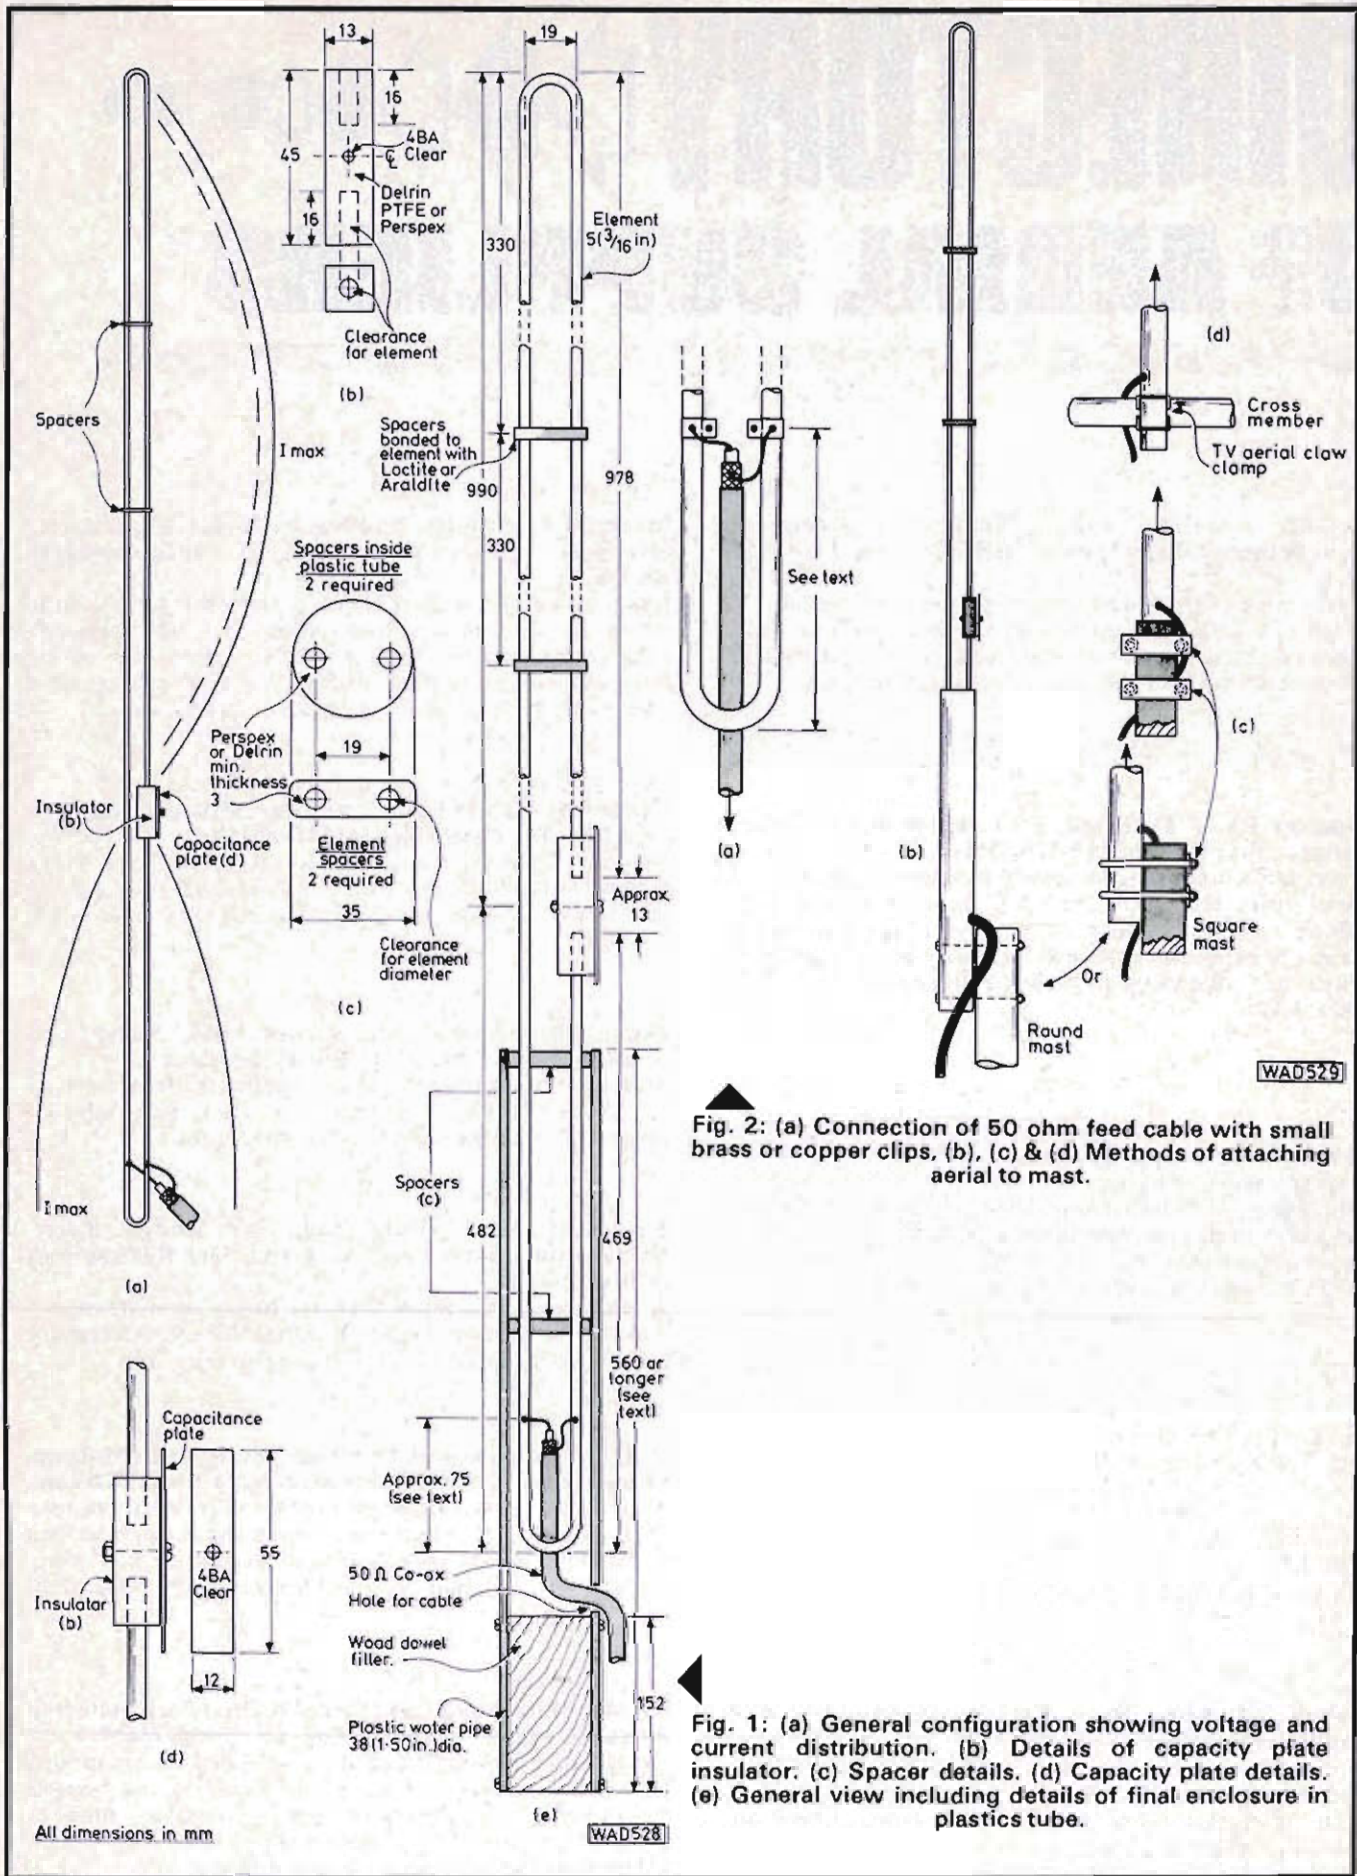 13
16
4BA
Clear
45
Delrin
PTFE or
Perspex
16
Clearance
for element
(b)
Spacers
I max
Insulator
(b)
Capacitance
plate(d)
I max
(a)
19
330
Element
5(3/16 in)
Spacers
bonded to
element with
Loctite or
Araldite
990
978
330
Spacers inside
plastic tube
2 required
Perspex
or Delrin
min.
thickness
3
19
Element
spacers
2 required
35
Clearance
for element
diameter
(c)
Approx.
13
Spacers
(c)
482
469
560 or
longer
(see
text)
Approx. 75
(see text)
50 Ω Co-ax
Hole for cable
Wood dowel
filler.
Plastic water pipe
38(1·50in.)dia.
152
(e)
WAD528
Capacitance
plate
55
4BA
Clear
Insulator
(b)
12
(d)
All dimensions in mm
See text
(a)
(b)
(d)
Cross
member
TV aerial claw
clamp
(c)
Square
mast
Or
Round
mast
WAD529
Fig. 2: (a) Connection of 50 ohm feed cable with small
brass or copper clips, (b), (c) & (d) Methods of attaching
aerial to mast.
Fig. 1: (a) General configuration showing voltage and
current distribution. (b) Details of capacity plate
insulator. (c) Spacer details. (d) Capacity plate details.
(e) General view including details of final enclosure in
plastics tube.